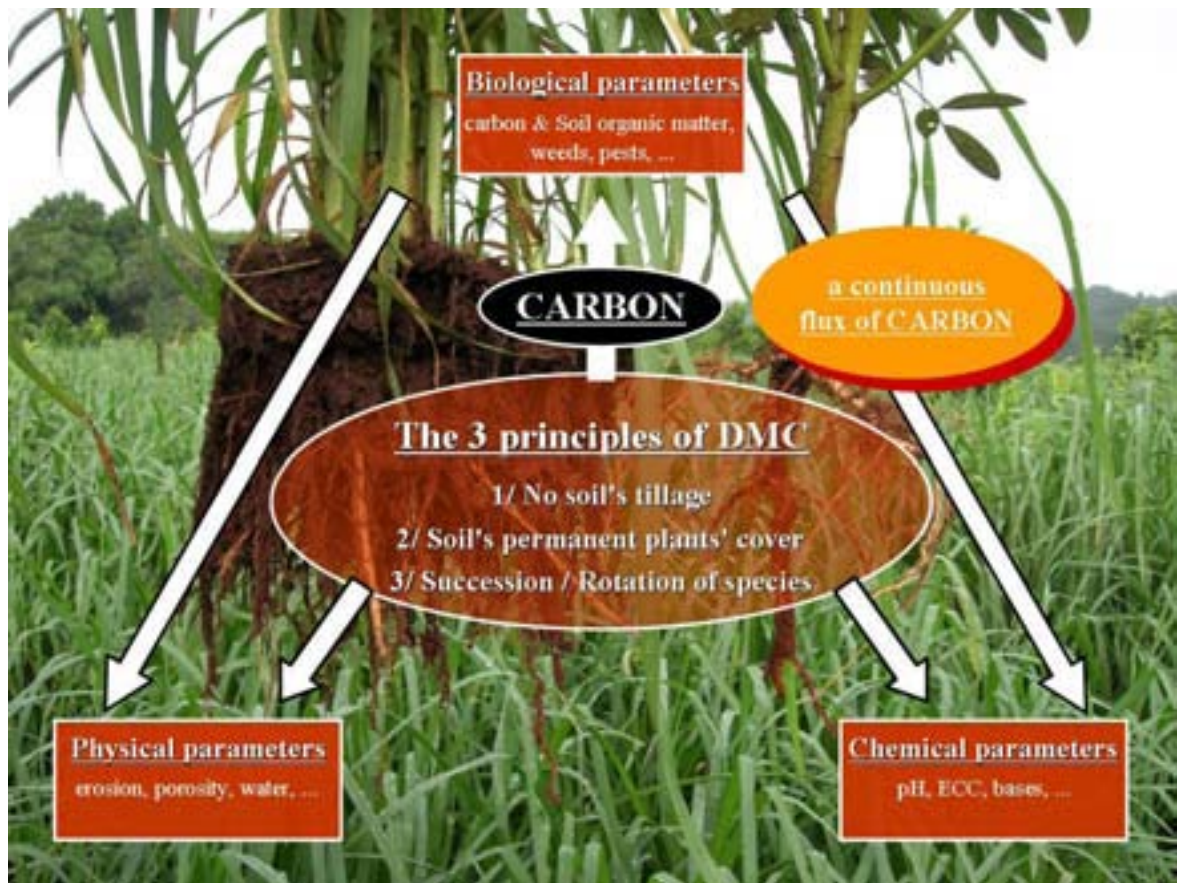 Biological parameters
carbon & Soil organic matter,
weeds, pests, ...
CARBON
a continuous
flux of CARBON
The 3 principles of DMC
1/ No soil's tillage
2/ Soil's permanent plants' cover
3/ Succession / Rotation of species
Physical parameters
erosion, porosity, water, ...
Chemical parameters
pH, ECC, bases, ...